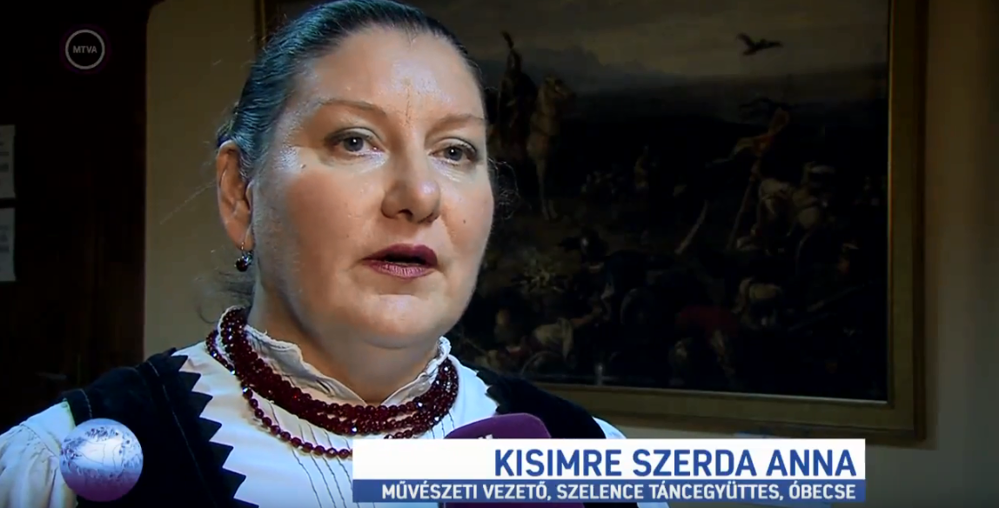 MTVA
KISIMRE SZERDA ANNA
MŰVÉSZETI VEZETŐ, SZELENCE TÁNCEGYÜTTES, ÓBECSE